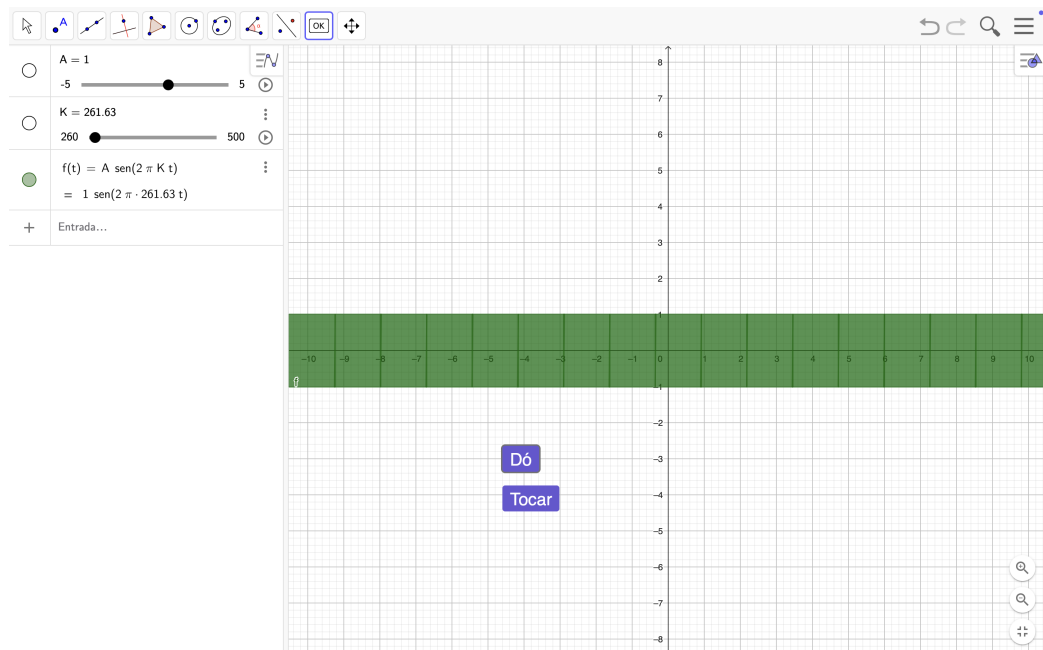 A
OK
A = 1
-5 5
K = 261.63
260 500
f(t) = A sen(2 π K t)
= 1 sen(2 π · 261.63 t)
+ Entrada…
8
7
6
5
4
3
2
1
−10 −9 −8 −7 −6 −5 −4 −3 −2 −1 0 1 2 3 4 5 6 7 8 9 10
−1
−2
Dó
−3
Tocar
−4
−5
−6
−7
−8